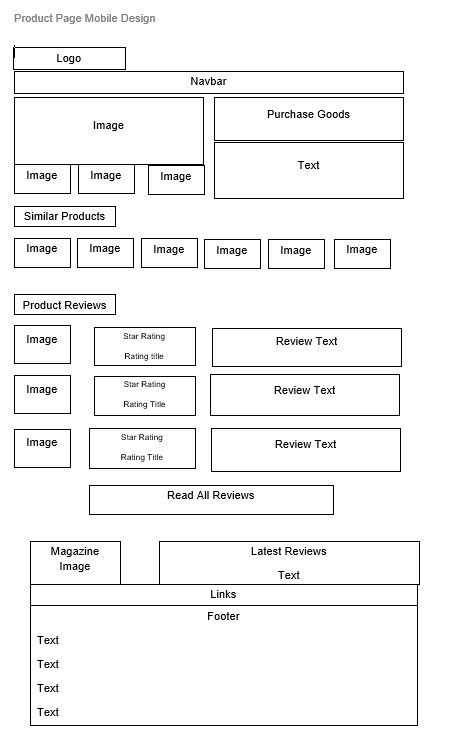 Product Page Mobile Design
Logo
Navbar
Image
Purchase Goods
Text
Image
Image
Image
Similar Products
Image
Image
Image
Image
Image
Image
Product Reviews
Image
Star Rating
Rating title
Review Text
Image
Star Rating
Rating Title
Review Text
Image
Star Rating
Rating Title
Review Text
Read All Reviews
Magazine
Image
Latest Reviews
Text
Links
Footer
Text
Text
Text
Text